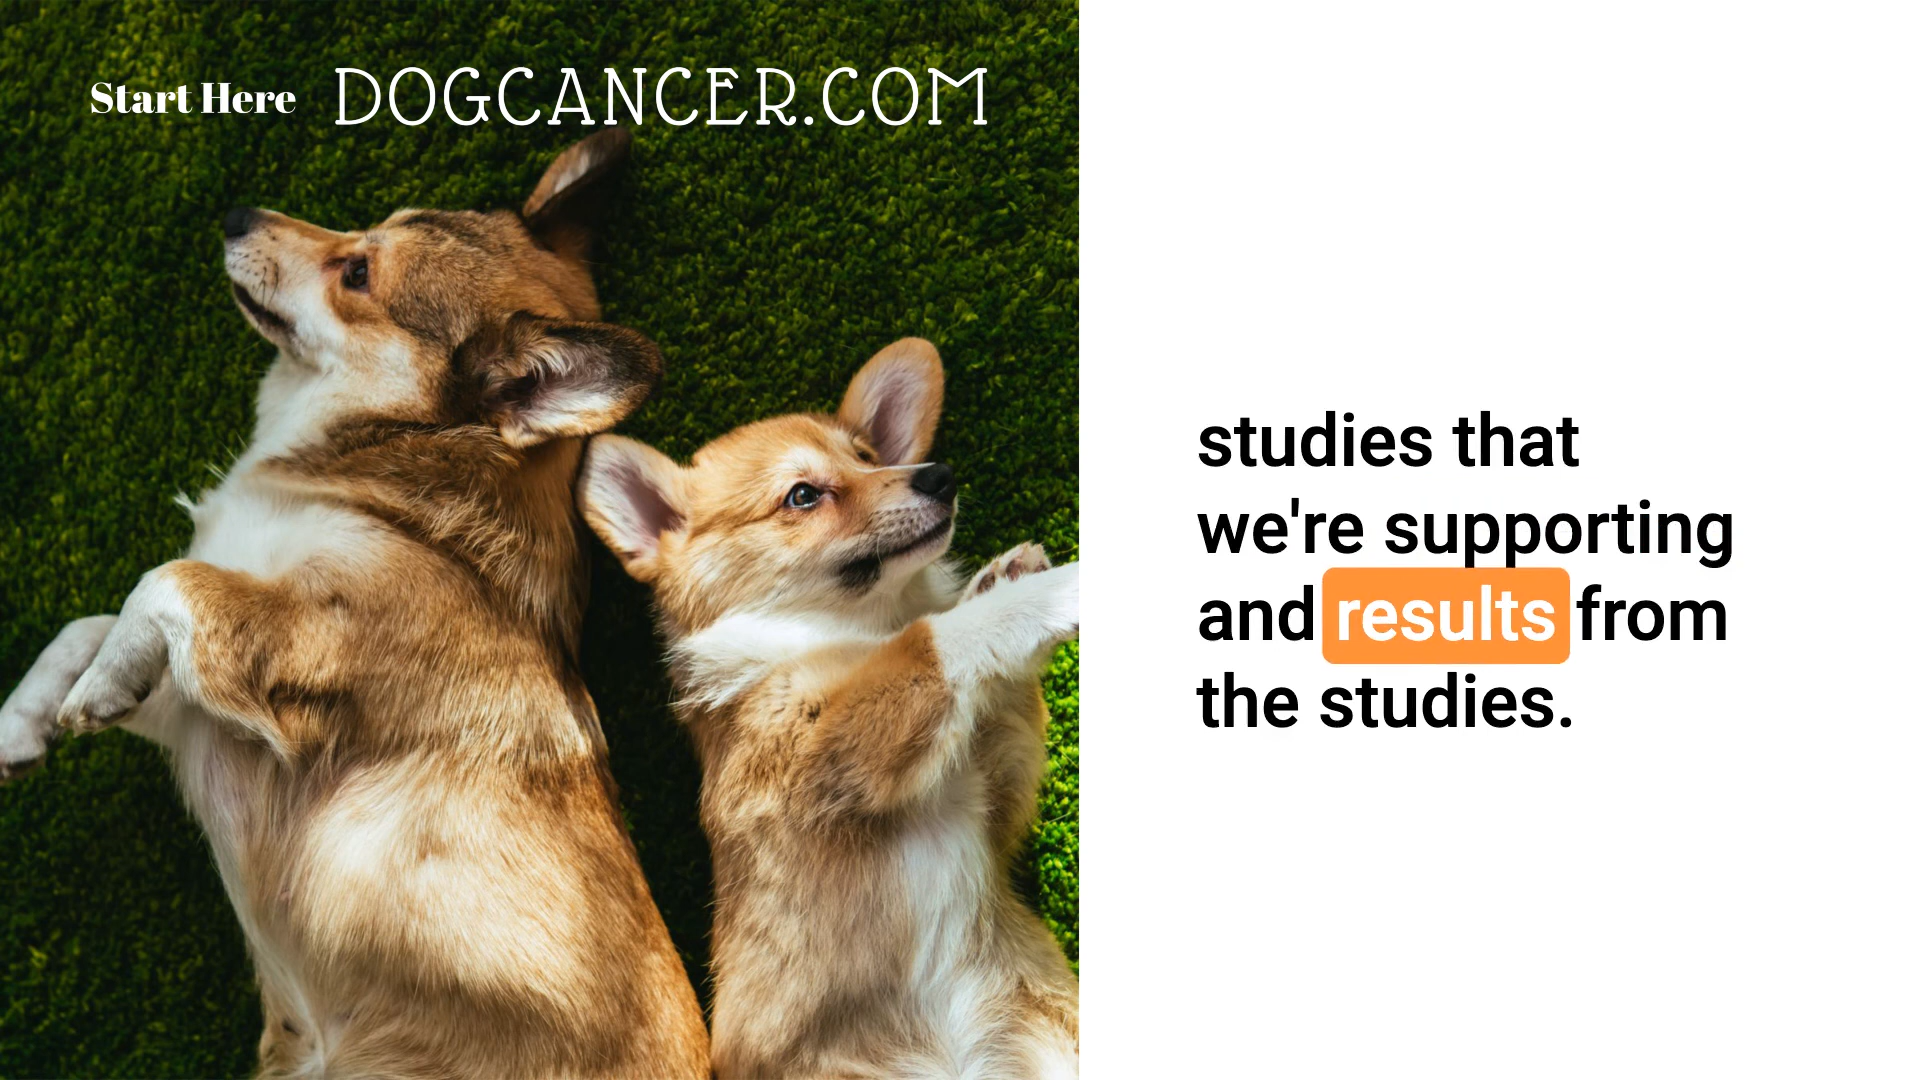 Start Here DOGCANCER.COM
studies that
we're supporting
and results from
the studies.